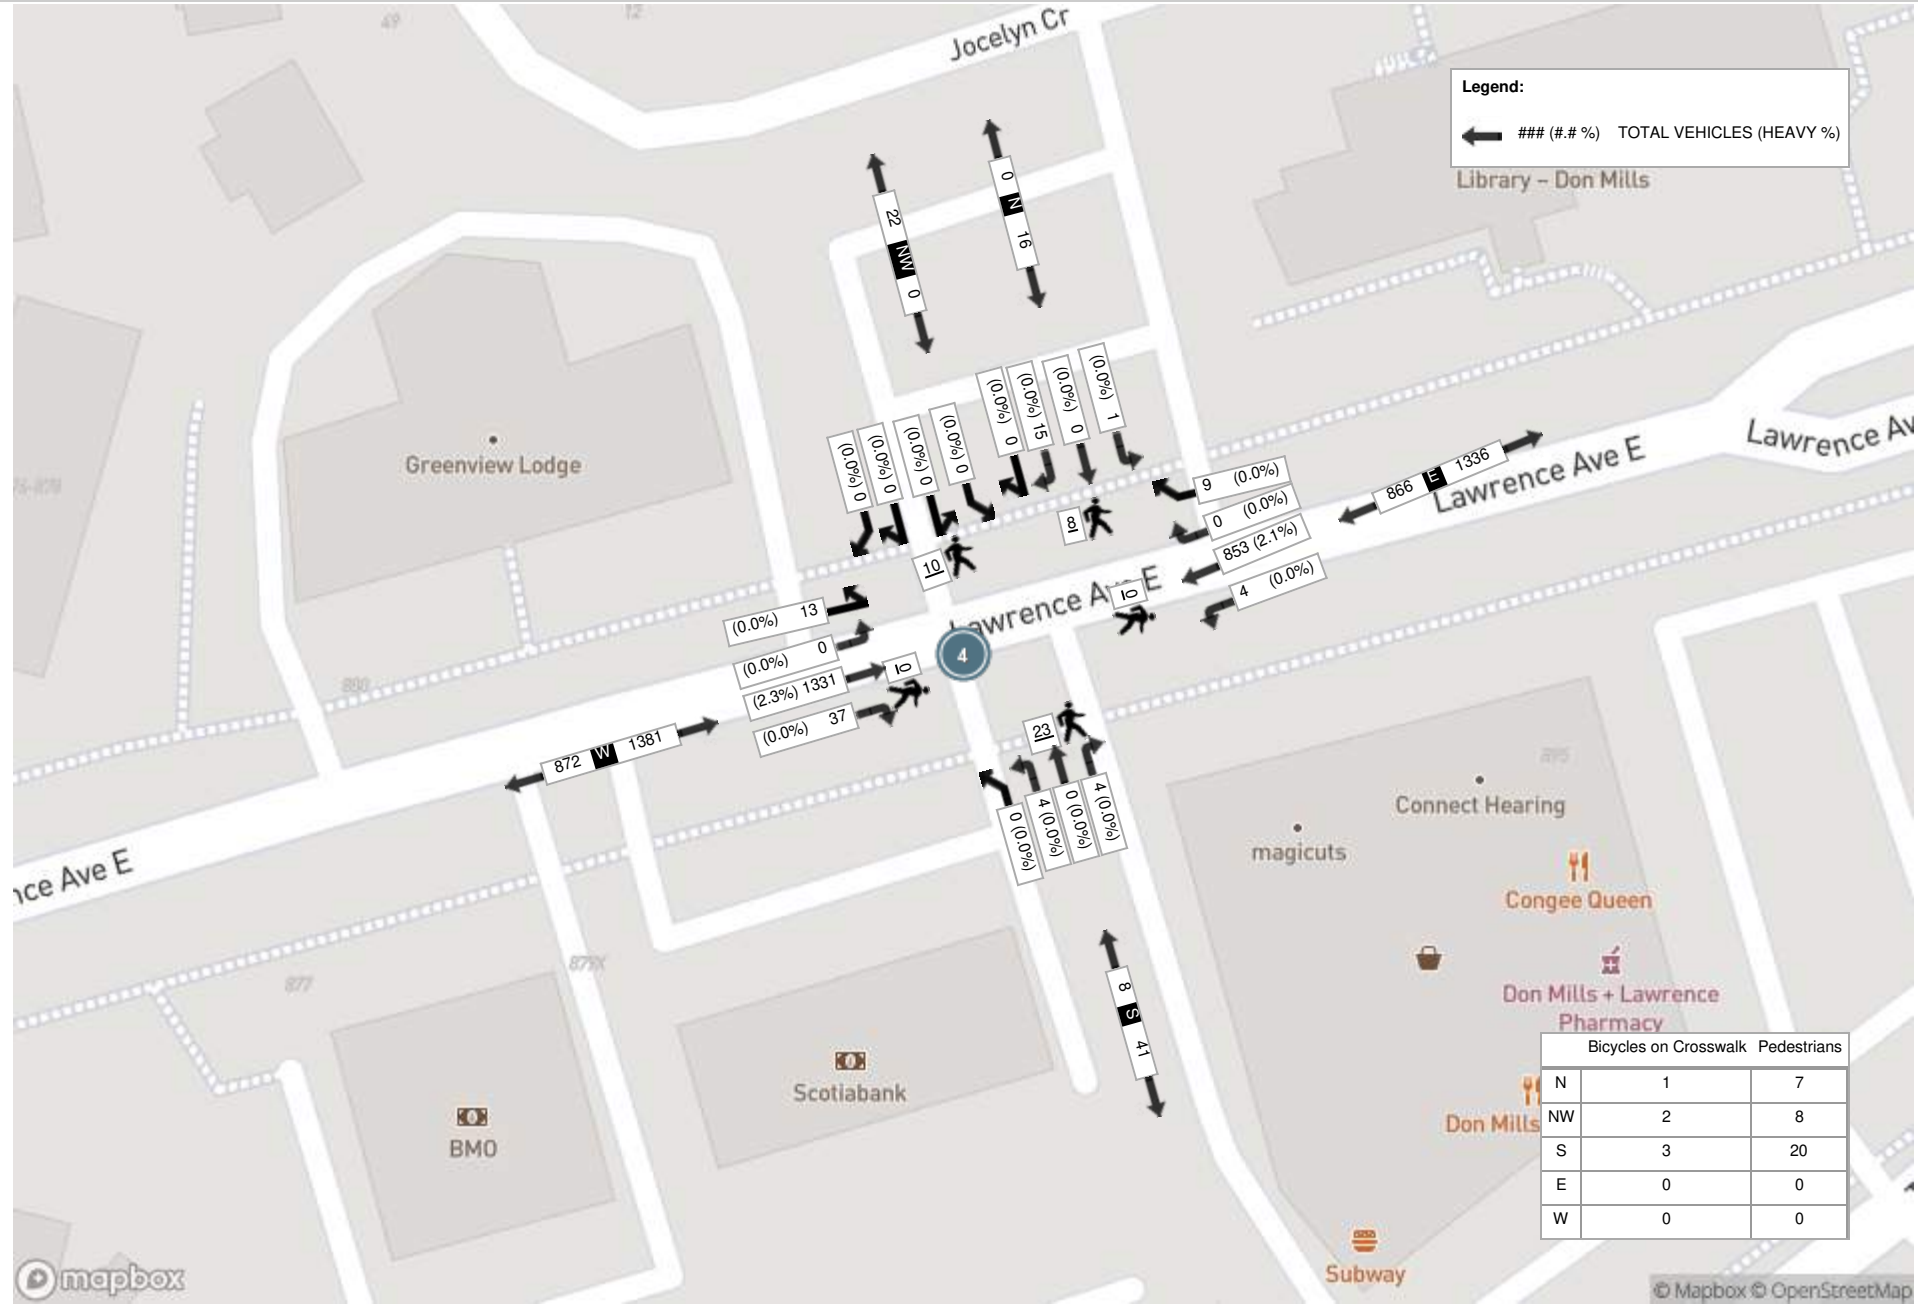 49
12
Jocelyn Cr
Legend:
### (#.# %) TOTAL VEHICLES (HEAVY %)
Library – Don Mills
22 NW 0
0 N 16
Greenview Lodge
(0.0%) 0
(0.0%) 0
(0.0%) 0
(0.0%) 0
(0.0%) 0
(0.0%) 15
(0.0%) 0
(0.0%) 1
9 (0.0%)
0 (0.0%)
853 (2.1%)
4 (0.0%)
866 E 1336
Lawrence Ave E
Lawrence Av
8
10
0
Lawrence Ave E
(0.0%) 13
(0.0%) 0
(2.3%) 1331
(0.0%) 37
0
4
872 W 1381
880
23
0 (0.0%)
4 (0.0%)
0 (0.0%)
4 (0.0%)
895
Connect Hearing
magicuts
Congee Queen
nce Ave E
877
8 S 41
Don Mills + Lawrence
Pharmacy
Scotiabank
BMO
Don Mills
Subway
Bicycles on Crosswalk Pedestrians
N 1 7
NW 2 8
S 3 20
E 0 0
W 0 0
mapbox
© Mapbox © OpenStreetMap